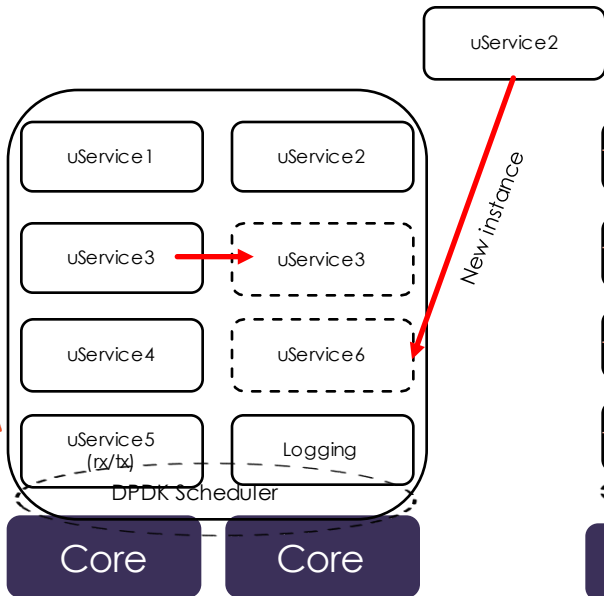 uService2
uService1
uService2
New instance
uService3
uService3
uService4
uService6
uService5
(rx/tx)
Logging
DPDK Scheduler
Core
Core